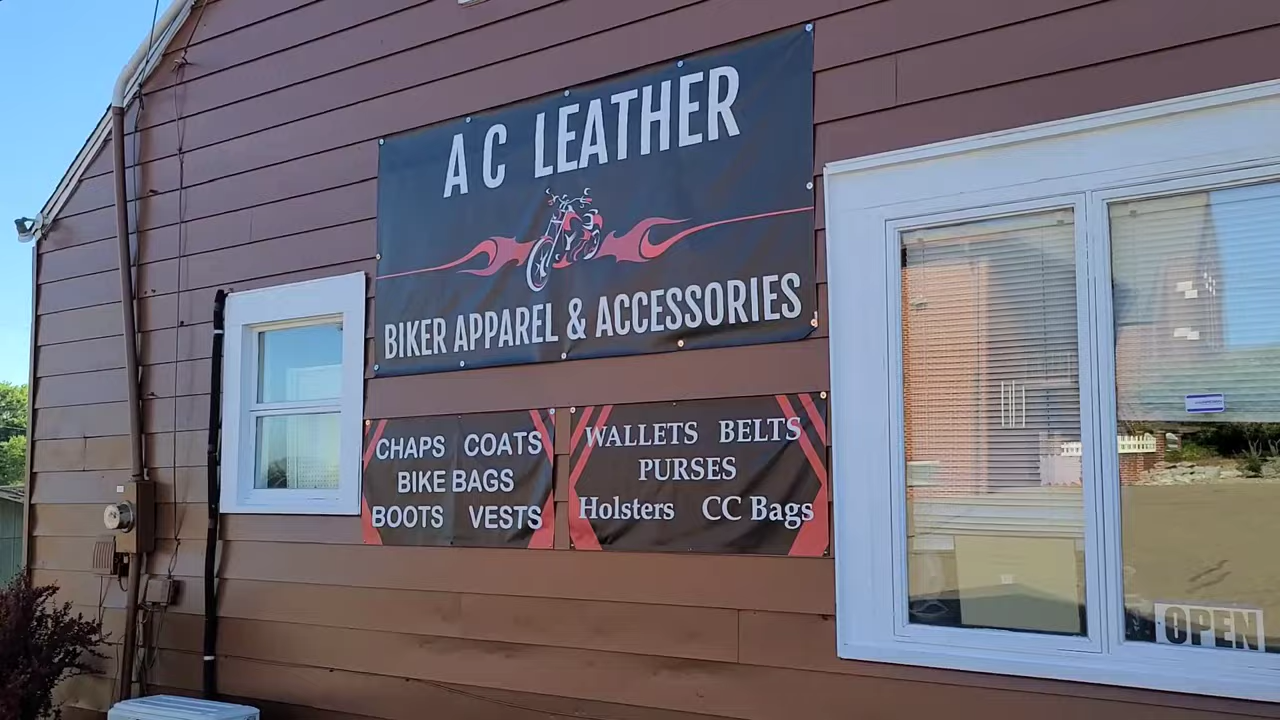 A C LEATHER
BIKER APPAREL & ACCESSORIES
CHAPS COATS
BIKE BAGS
BOOTS VESTS
WALLETS BELTS
PURSES
Holsters CC Bags
OPEN